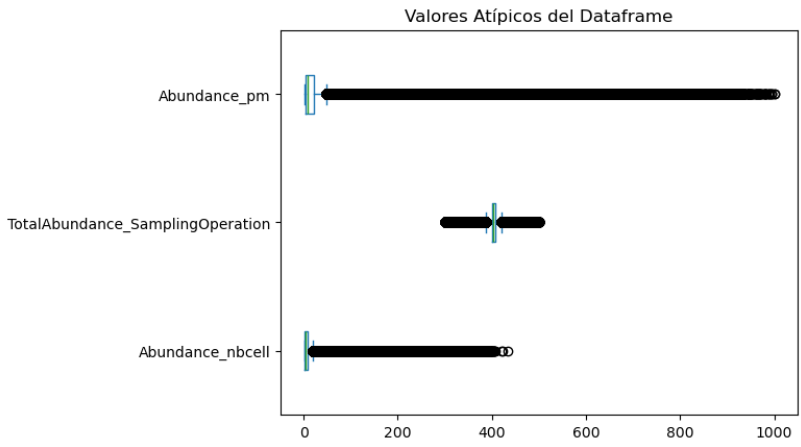 Valores Atípicos del Dataframe
Abundance_pm
TotalAbundance_SamplingOperation
Abundance_nbcell
0 200 400 600 800 1000